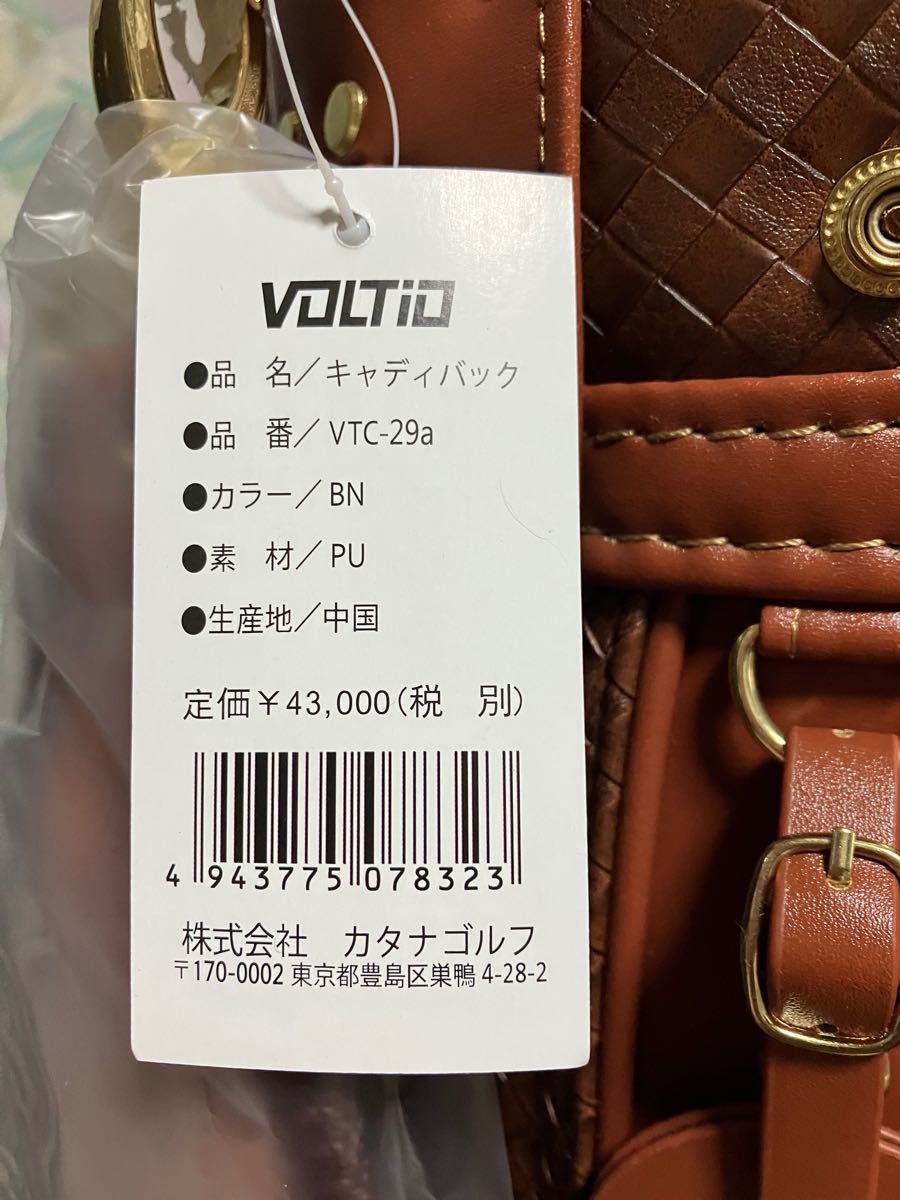 VOLTiO
●品　名／キャディバック
●品　番／VTC-29a
●カラー／BN
●素　材／PU
●生産地／中国
定価￥43,000(税　別)
4 943775 078323
株式会社　カタナゴルフ
〒170-0002 東京都豊島区巣鴨 4-28-2